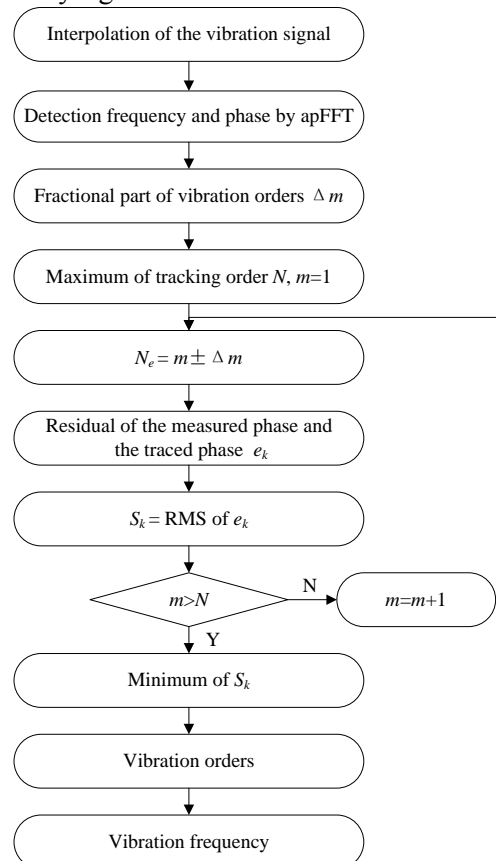 Interpolation of the vibration signal
Detection frequency and phase by apFFT
Fractional part of vibration orders Δm
Maximum of tracking order N, m=1
Nₑ = m ± Δm
Residual of the measured phase and
the traced phase eₖ
Sₖ = RMS of eₖ
m>N
N
m=m+1
Y
Minimum of Sₖ
Vibration orders
Vibration frequency